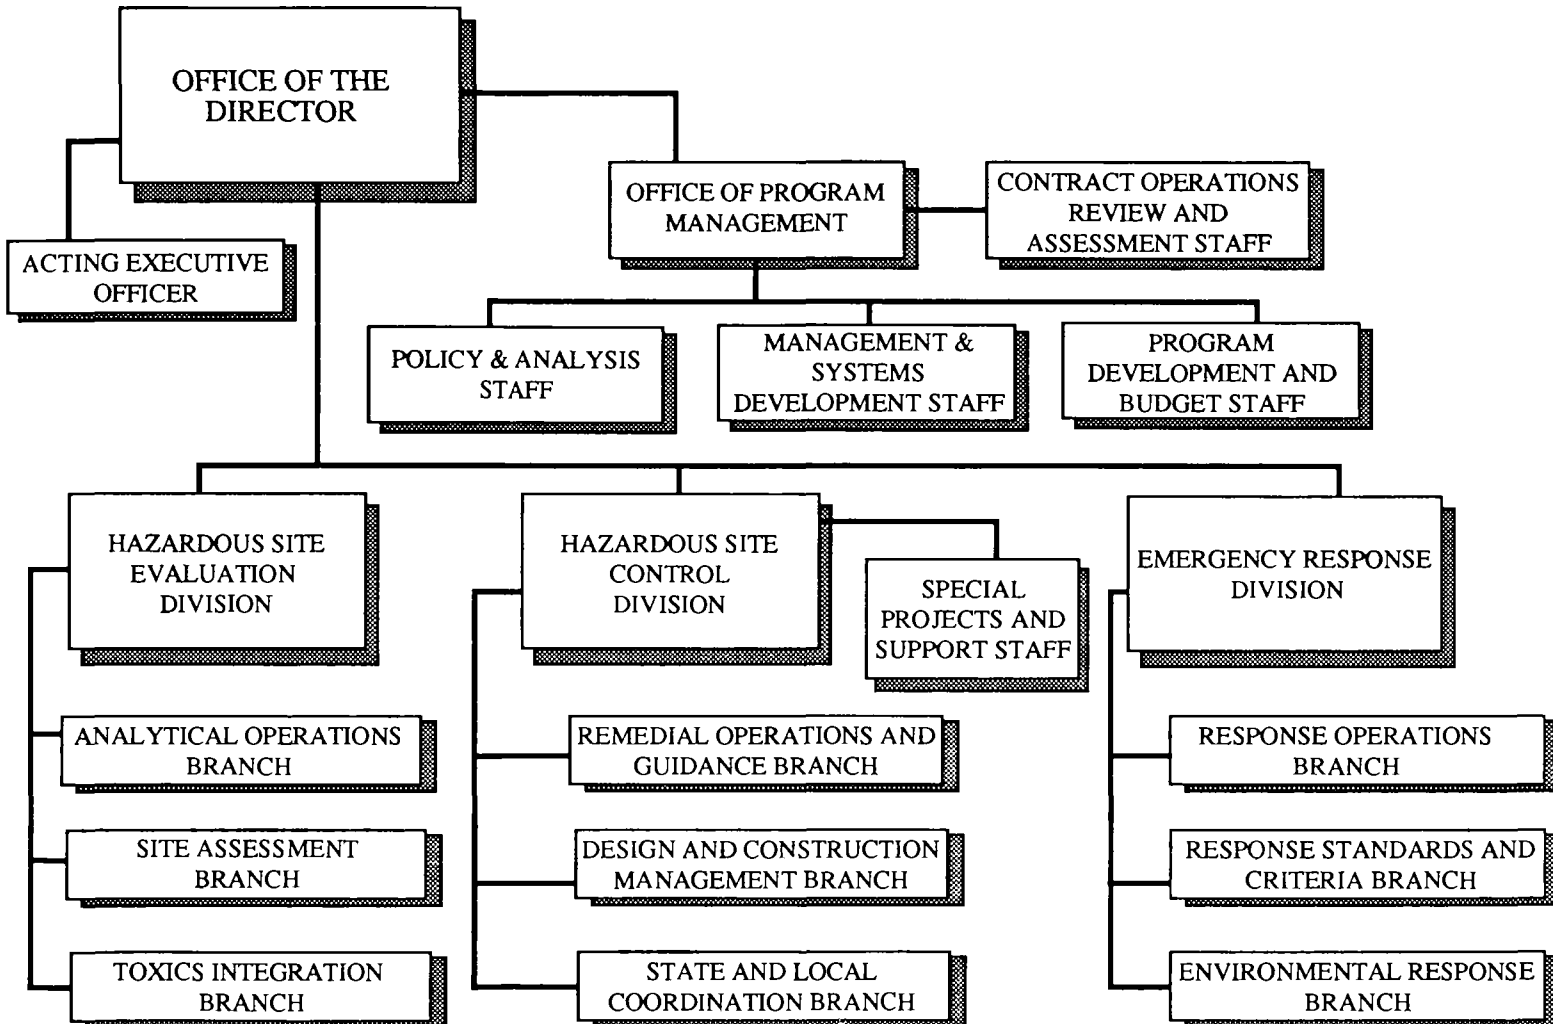 OFFICE OF THE
DIRECTOR
OFFICE OF PROGRAM
MANAGEMENT
CONTRACT OPERATIONS
REVIEW AND
ASSESSMENT STAFF
ACTING EXECUTIVE
OFFICER
POLICY & ANALYSIS
STAFF
MANAGEMENT &
SYSTEMS
DEVELOPMENT STAFF
PROGRAM
DEVELOPMENT AND
BUDGET STAFF
HAZARDOUS SITE
EVALUATION
DIVISION
HAZARDOUS SITE
CONTROL
DIVISION
SPECIAL
PROJECTS AND
SUPPORT STAFF
EMERGENCY RESPONSE
DIVISION
ANALYTICAL OPERATIONS
BRANCH
REMEDIAL OPERATIONS AND
GUIDANCE BRANCH
RESPONSE OPERATIONS
BRANCH
SITE ASSESSMENT
BRANCH
DESIGN AND CONSTRUCTION
MANAGEMENT BRANCH
RESPONSE STANDARDS AND
CRITERIA BRANCH
TOXICS INTEGRATION
BRANCH
STATE AND LOCAL
COORDINATION BRANCH
ENVIRONMENTAL RESPONSE
BRANCH